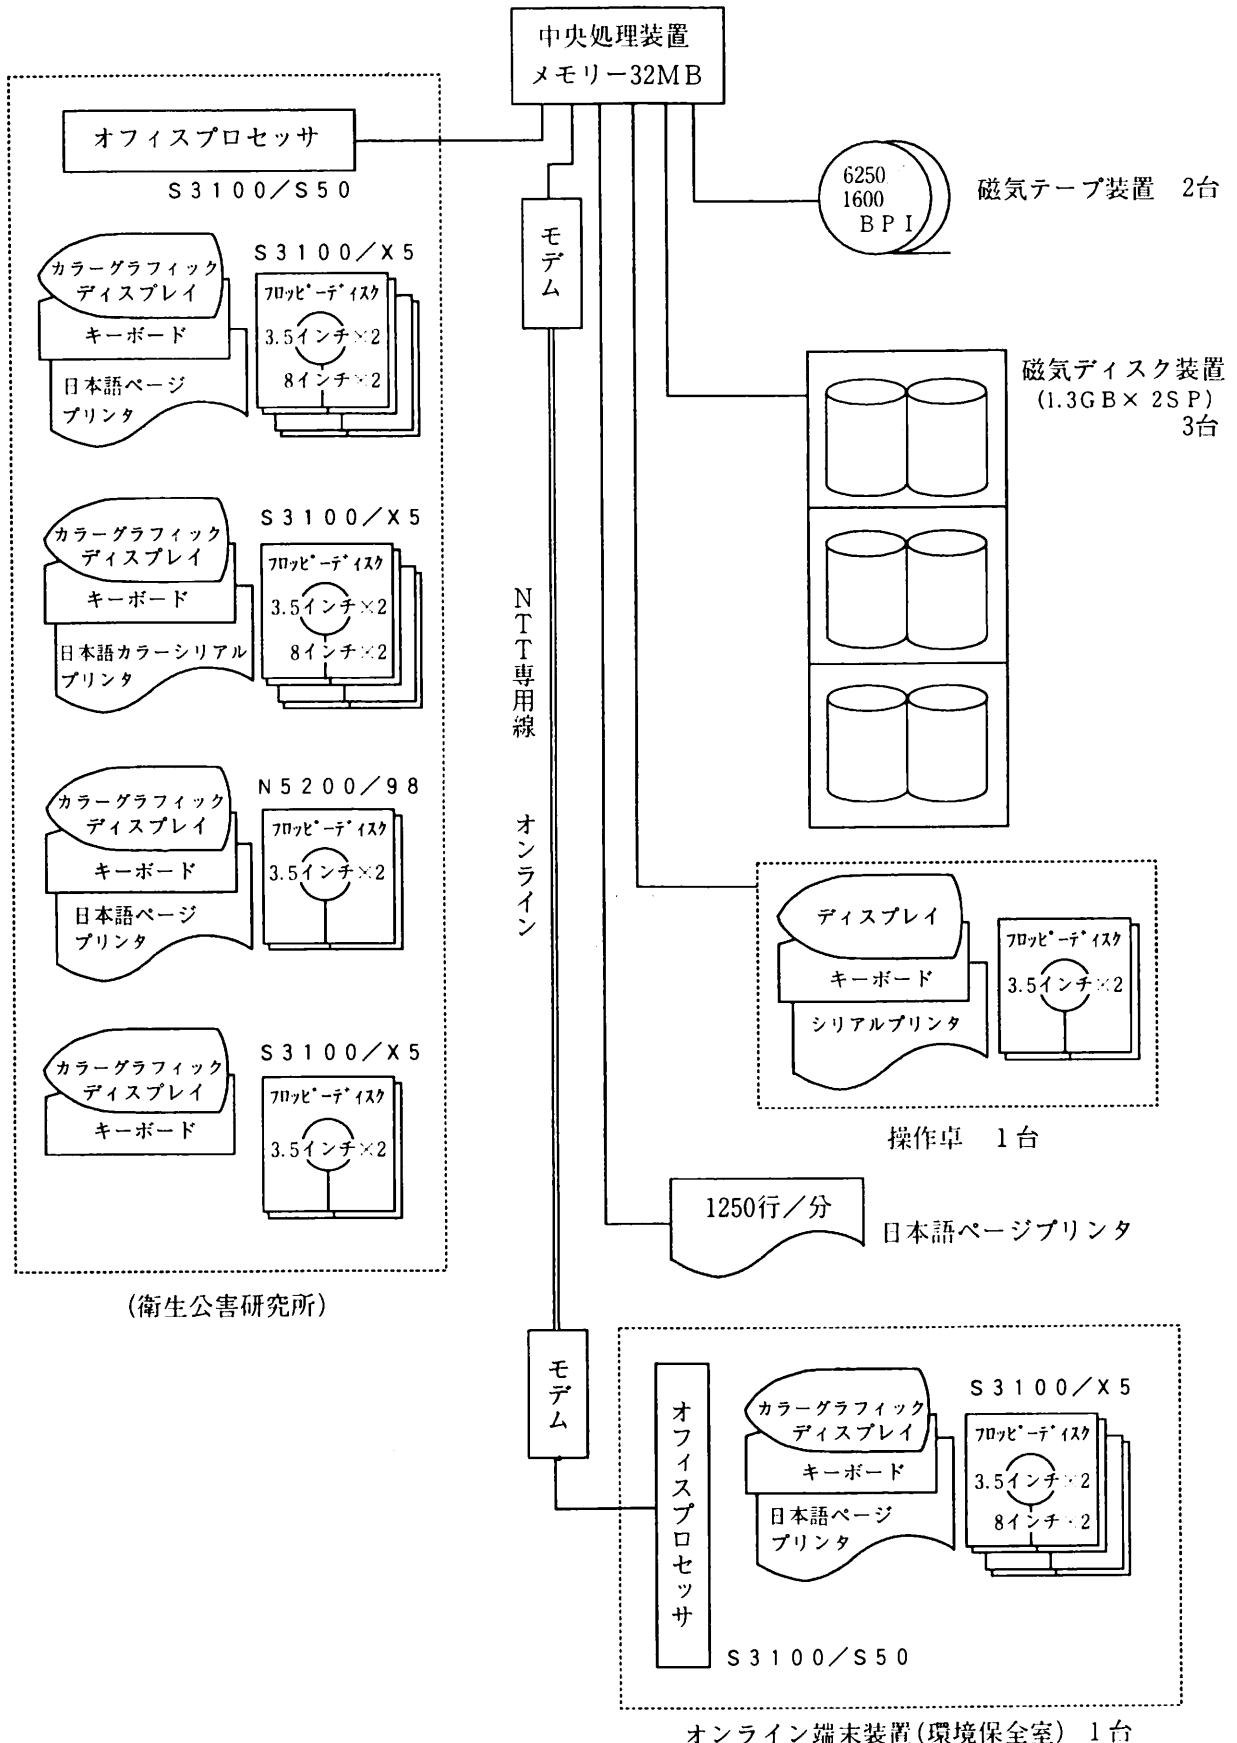 中央処理装置
メモリー32MB
オフィスプロセッサ
S3100/S50
6250
1600
BPI
磁気テープ装置 2台
モデム
S3100/X5
カラーグラフィック
ディスプレイ
キーボード
日本語ページ
プリンタ
フロッピーディスク
3.5インチ×2
8インチ×2
磁気ディスク装置
(1.3GB×2SP)
3台
S3100/X5
カラーグラフィック
ディスプレイ
キーボード
日本語カラーシリアル
プリンタ
フロッピーディスク
3.5インチ×2
8インチ×2
NTT専用線 オンライン
N5200/98
カラーグラフィック
ディスプレイ
キーボード
日本語ページ
プリンタ
フロッピーディスク
3.5インチ×2
ディスプレイ
キーボード
シリアルプリンタ
フロッピーディスク
3.5インチ×2
操作卓 1台
S3100/X5
カラーグラフィック
ディスプレイ
キーボード
フロッピーディスク
3.5インチ×2
(衛生公害研究所)
1250行/分
日本語ページプリンタ
モデム
オフィスプロセッサ
S3100/X5
カラーグラフィック
ディスプレイ
キーボード
日本語ページ
プリンタ
フロッピーディスク
3.5インチ×2
8インチ×2
S3100/S50
オンライン端末装置(環境保全室) 1台